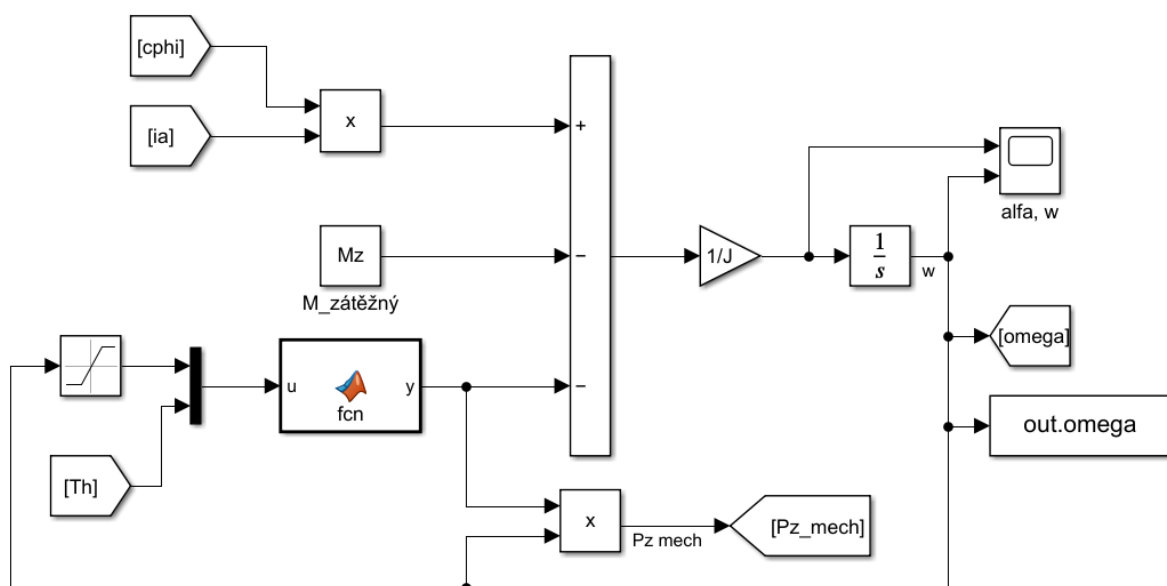 [cphi]
[ia]
x
+
Mz
M_zátěžný
−
1/J
1
s
w
alfa, w
[omega]
out.omega
u
fcn
y
−
[Th]
x
Pz mech
[Pz_mech]